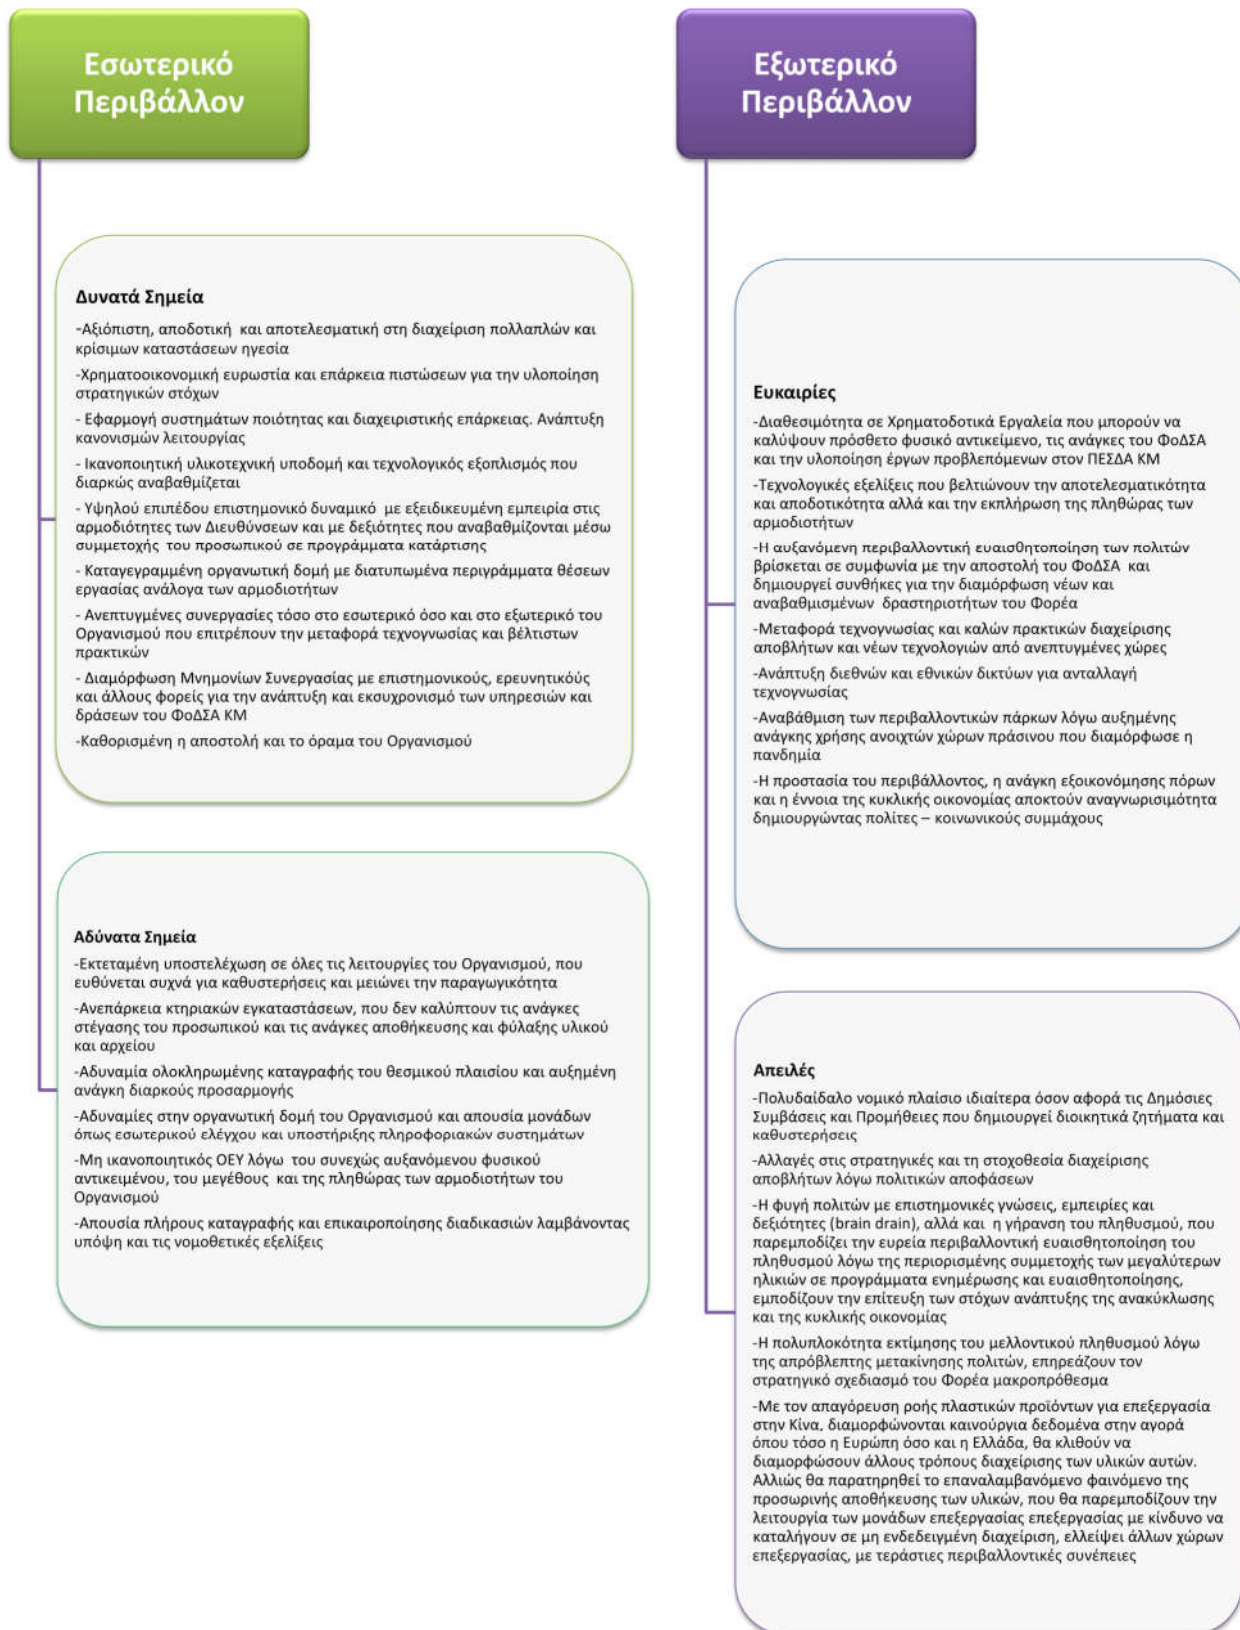 Εσωτερικό
Περιβάλλον
Δυνατά Σημεία
-Αξιόπιστη, αποδοτική και αποτελεσματική στη διαχείριση πολλαπλών και
κρίσιμων καταστάσεων ηγεσία
-Χρηματοοικονομική ευρωστία και επάρκεια πιστώσεων για την υλοποίηση
στρατηγικών στόχων
- Εφαρμογή συστημάτων ποιότητας και διαχειριστικής επάρκειας. Ανάπτυξη
κανονισμών λειτουργίας
- Ικανοποιητική υλικοτεχνική υποδομή και τεχνολογικός εξοπλισμός που
διαρκώς αναβαθμίζεται
- Υψηλού επιπέδου επιστημονικό δυναμικό με εξειδικευμένη εμπειρία στις
αρμοδιότητες των Διευθύνσεων και με δεξιότητες που αναβαθμίζονται μέσω
συμμετοχής του προσωπικού σε προγράμματα κατάρτισης
- Καταγεγραμμένη οργανωτική δομή με διατυπωμένα περιγράμματα θέσεων
εργασίας ανάλογα των αρμοδιοτήτων
- Ανεπτυγμένες συνεργασίες τόσο στο εσωτερικό όσο και στο εξωτερικό του
Οργανισμού που επιτρέπουν την μεταφορά τεχνογνωσίας και βέλτιστων
πρακτικών
- Διαμόρφωση Μνημονίων Συνεργασίας με επιστημονικούς, ερευνητικούς
και άλλους φορείς για την ανάπτυξη και εκσυχρονισμό των υπηρεσιών και
δράσεων του ΦοΔΣΑ ΚΜ
-Καθορισμένη η αποστολή και το όραμα του Οργανισμού
Αδύνατα Σημεία
-Εκτεταμένη υποστελέχωση σε όλες τις λειτουργίες του Οργανισμού, που
ευθύνεται συχνά για καθυστερήσεις και μειώνει την παραγωγικότητα
-Ανεπάρκεια κτηριακών εγκαταστάσεων, που δεν καλύπτουν τις ανάγκες
στέγασης του προσωπικού και τις ανάγκες αποθήκευσης και φύλαξης υλικού
και αρχείου
-Αδυναμία ολοκληρωμένης καταγραφής του θεσμικού πλαισίου και αυξημένη
ανάγκη διαρκούς προσαρμογής
-Αδυναμίες στην οργανωτική δομή του Οργανισμού και απουσία μονάδων
όπως εσωτερικού ελέγχου και υποστήριξης πληροφοριακών συστημάτων
-Μη ικανοποιητικός ΟΕΥ λόγω του συνεχώς αυξανόμενου φυσικού
αντικειμένου, του μεγέθους και της πληθώρας των αρμοδιοτήτων του
Οργανισμού
-Απουσία πλήρους καταγραφής και επικαιροποίησης διαδικασιών λαμβάνοντας
υπόψη και τις νομοθετικές εξελίξεις
Εξωτερικό
Περιβάλλον
Ευκαιρίες
-Διαθεσιμότητα σε Χρηματοδοτικά Εργαλεία που μπορούν να
καλύψουν πρόσθετο φυσικό αντικείμενο, τις ανάγκες του ΦοΔΣΑ
και την υλοποίηση έργων προβλεπόμενων στον ΠΕΣΔΑ ΚΜ
-Τεχνολογικές εξελίξεις που βελτιώνουν την αποτελεσματικότητα
και αποδοτικότητα αλλά και την εκπλήρωση της πληθώρας των
αρμοδιοτήτων
-Η αυξανόμενη περιβαλλοντική ευαισθητοποίηση των πολιτών
βρίσκεται σε συμφωνία με την αποστολή του ΦοΔΣΑ και
δημιουργεί συνθήκες για την διαμόρφωση νέων και
αναβαθμισμένων δραστηριοτήτων του Φορέα
-Μεταφορά τεχνογνωσίας και καλών πρακτικών διαχείρισης
αποβλήτων και νέων τεχνολογιών από ανεπτυγμένες χώρες
-Ανάπτυξη διεθνών και εθνικών δικτύων για ανταλλαγή
τεχνογνωσίας
-Αναβάθμιση των περιβαλλοντικών πάρκων λόγω αυξημένης
ανάγκης χρήσης ανοιχτών χώρων πράσινου που διαμόρφωσε η
πανδημία
-Η προστασία του περιβάλλοντος, η ανάγκη εξοικονόμησης πόρων
και η έννοια της κυκλικής οικονομίας αποκτούν αναγνωρισιμότητα
δημιουργώντας πολίτες – κοινωνικούς συμμάχους
Απειλές
-Πολυδαίδαλο νομικό πλαίσιο ιδιαίτερα όσον αφορά τις Δημόσιες
Συμβάσεις και Προμήθειες που δημιουργεί διοικητικά ζητήματα και
καθυστερήσεις
-Αλλαγές στις στρατηγικές και τη στοχοθεσία διαχείρισης
αποβλήτων λόγω πολιτικών αποφάσεων
-Η φυγή πολιτών με επιστημονικές γνώσεις, εμπειρίες και
δεξιότητες (brain drain), αλλά και η γήρανση του πληθυσμού, που
παρεμποδίζει την ευρεία περιβαλλοντική ευαισθητοποίηση του
πληθυσμού λόγω της περιορισμένης συμμετοχής των μεγαλύτερων
ηλικιών σε προγράμματα ενημέρωσης και ευαισθητοποίησης,
εμποδίζουν την επίτευξη των στόχων ανάπτυξης της ανακύκλωσης
και της κυκλικής οικονομίας
-Η πολυπλοκότητα εκτίμησης του μελλοντικού πληθυσμού λόγω
της απρόβλεπτης μετακίνησης πολιτών, επηρεάζουν τον
στρατηγικό σχεδιασμό του Φορέα μακροπρόθεσμα
-Με τον απαγόρευση ροής πλαστικών προϊόντων για επεξεργασία
στην Κίνα, διαμορφώνονται καινούργια δεδομένα στην αγορά
όπου τόσο η Ευρώπη όσο και η Ελλάδα, θα κλιθούν να
διαμορφώσουν άλλους τρόπους διαχείρισης των υλικών αυτών.
Αλλιώς θα παρατηρηθεί το επαναλαμβανόμενο φαινόμενο της
προσωρινής αποθήκευσης των υλικών, που θα παρεμποδίζουν την
λειτουργία των μονάδων επεξεργασίας επεξεργασίας με κίνδυνο να
καταλήγουν σε μη ενδεδειγμένη διαχείριση, ελλείψει άλλων χώρων
επεξεργασίας, με τεράστιες περιβαλλοντικές συνέπειες